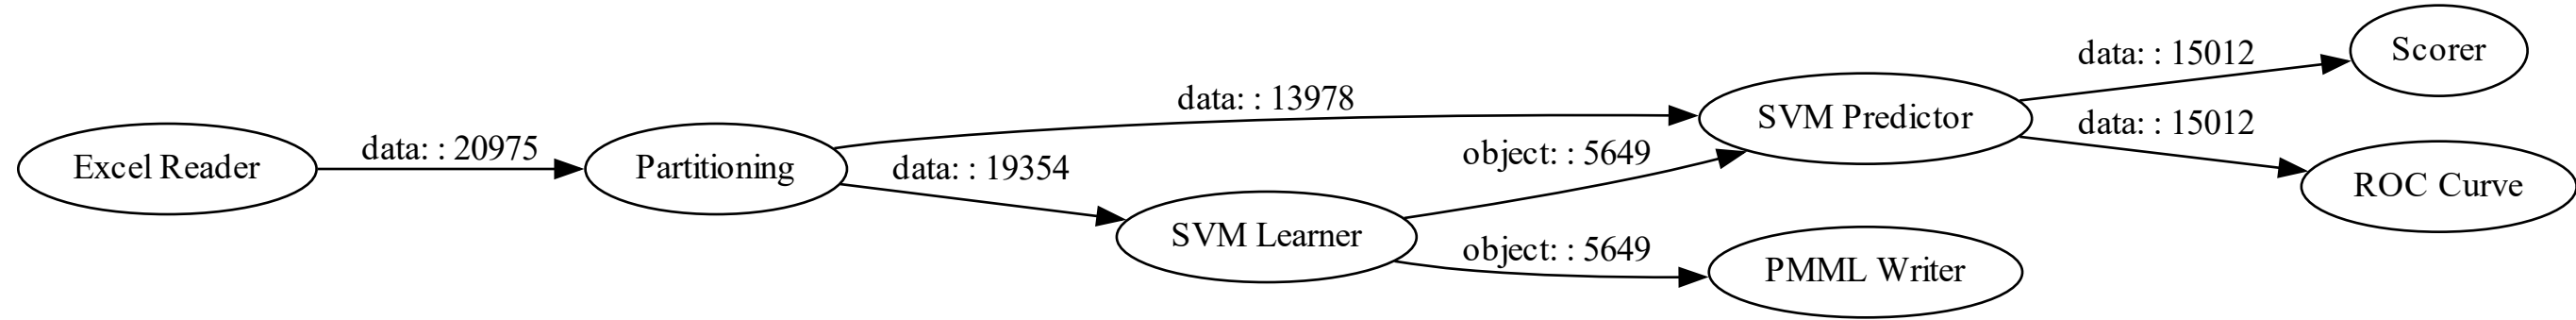 Excel Reader
data: : 20975
Partitioning
data: : 13978
data: : 19354
SVM Learner
object: : 5649
object: : 5649
SVM Predictor
PMML Writer
data: : 15012
data: : 15012
Scorer
ROC Curve